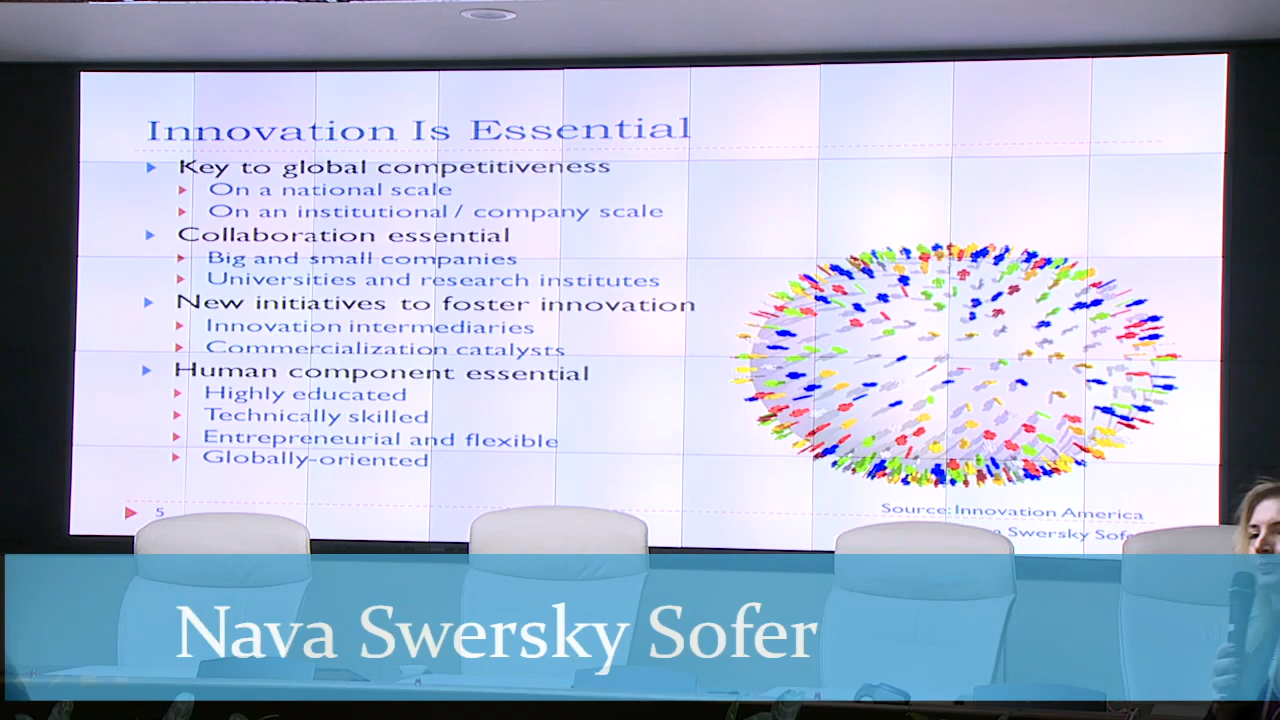 Innovation Is Essential
Key to global competitiveness
On a national scale
On an institutional / company scale
Collaboration essential
Big and small companies
Universities and research institutes
New initiatives to foster innovation
Innovation intermediaries
Commercialization catalysts
Human component essential
Highly educated
Technically skilled
Entrepreneurial and flexible
Globally-oriented
5
Source: Innovation America
Swersky
Nava Swersky Sofer